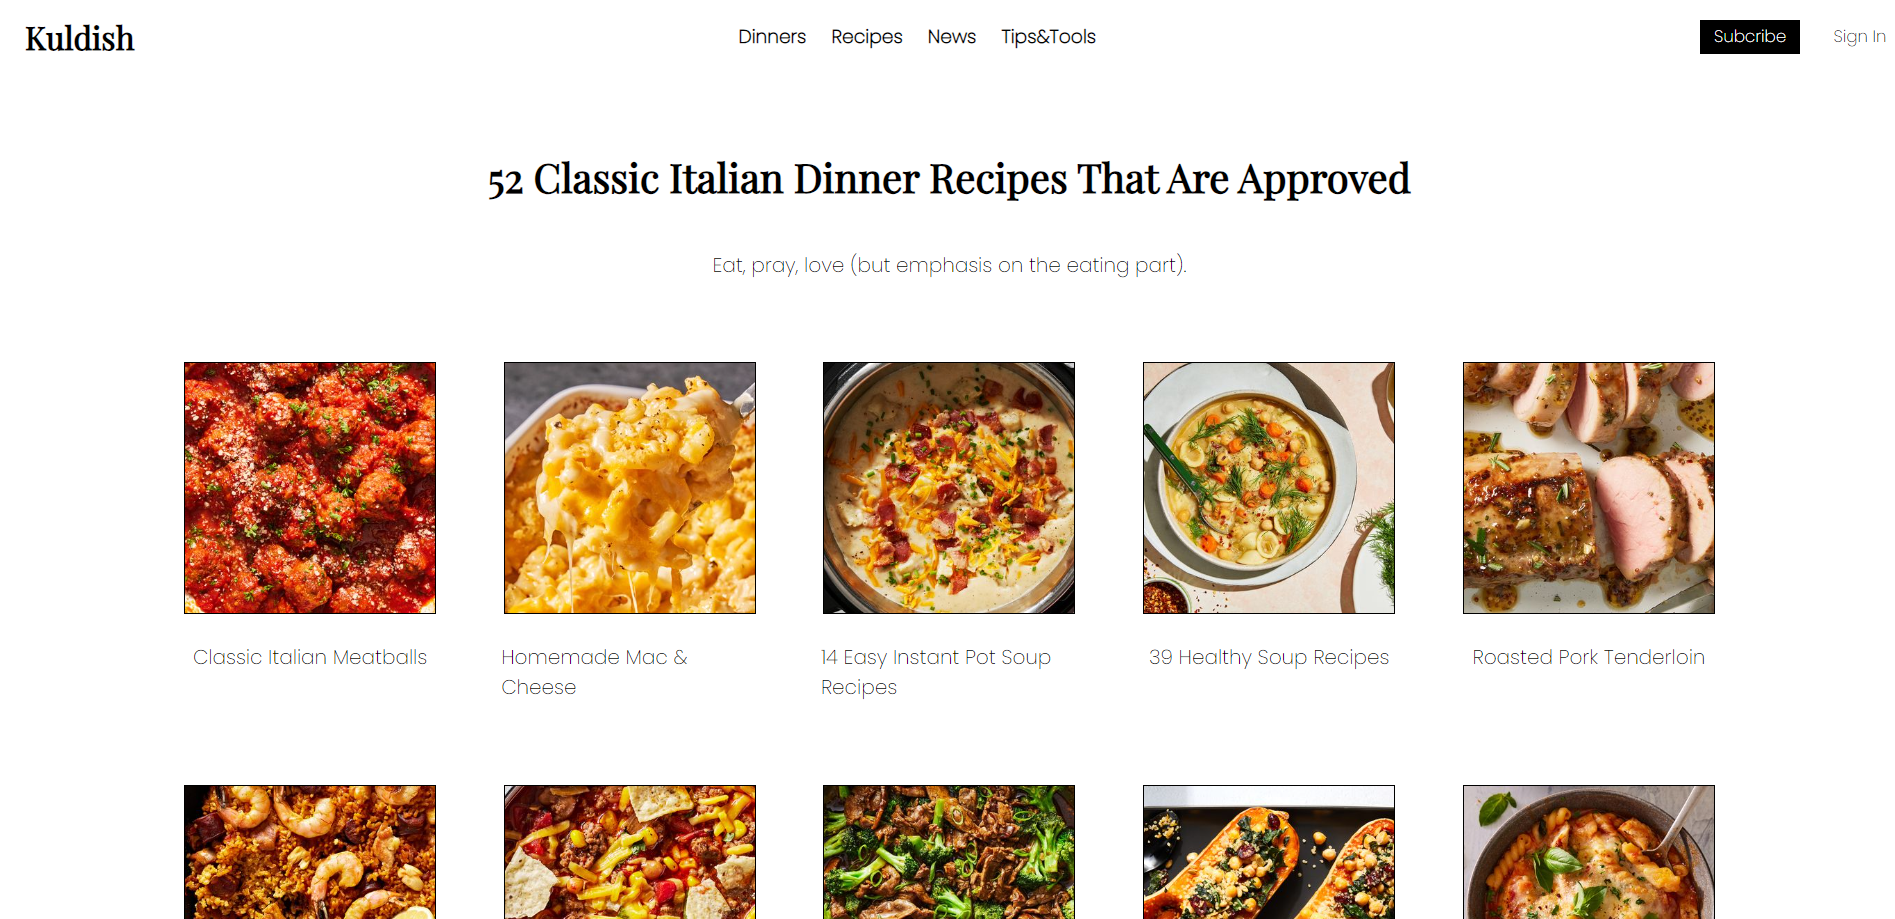 Kuldish
Dinners Recipes News Tips&Tools
Subcribe
Sign In
52 Classic Italian Dinner Recipes That Are Approved
Eat, pray, love (but emphasis on the eating part).
Classic Italian Meatballs
Homemade Mac &
Cheese
14 Easy Instant Pot Soup
Recipes
39 Healthy Soup Recipes
Roasted Pork Tenderloin